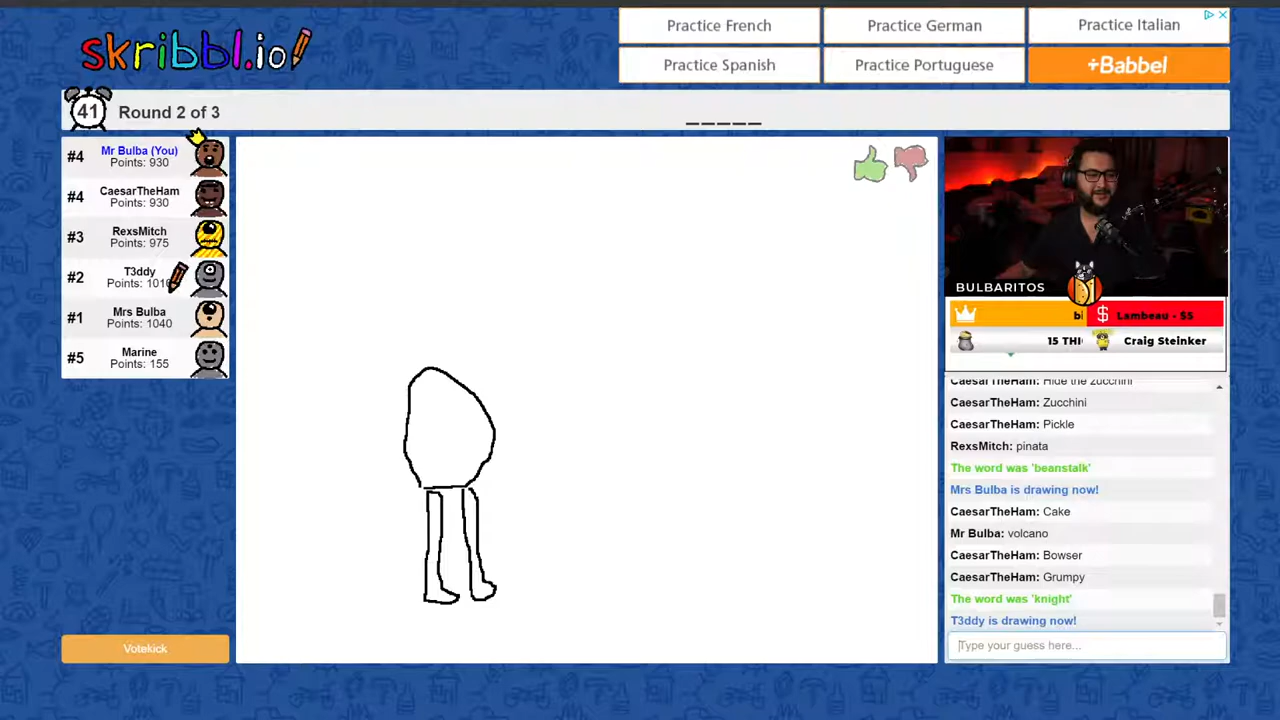 skribbl.io
Practice French
Practice German
Practice Italian
Practice Spanish
Practice Portuguese
+Babbel
41
Round 2 of 3
_ _ _ _ _
#4
Mr Bulba (You)
Points: 930
#4
CaesarTheHam
Points: 930
#3
RexsMitch
Points: 975
#2
T3ddy
#1
Mrs Bulba
Points: 1040
#5
Marine
Points: 155
Votekick
BULBARITOS
Lambeau - $5
Craig Steinker
CaesarTheHam: Hide the zucchini
CaesarTheHam: Zucchini
CaesarTheHam: Pickle
RexsMitch: pinata
The word was 'beanstalk'
Mrs Bulba is drawing now!
CaesarTheHam: Cake
Mr Bulba: volcano
CaesarTheHam: Bowser
CaesarTheHam: Grumpy
The word was 'knight'
T3ddy is drawing now!
Type your guess here...